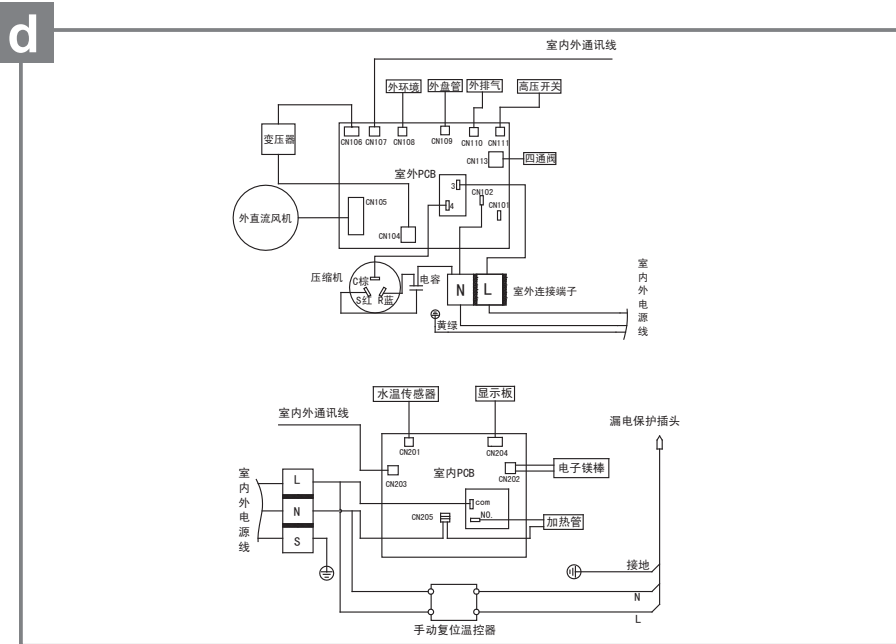 d
室内外通讯线
外环境
外盘管
外排气
高压开关
变压器
CN106
CN107
CN108
CN109
CN110
CN111
CN113
四通阀
室外PCB
3
CN102
CN105
4
CN101
外直流风机
CN104
压缩机
C棕
电容
S红
R蓝
N
L
室外连接端子
室内外电源线
黄绿
水温传感器
显示板
室内外通讯线
漏电保护插头
CN201
CN204
室内PCB
CN203
CN202
电子镁棒
室内外电源线
L
com
N
CN205
NO.
加热管
S
接地
N
L
手动复位温控器